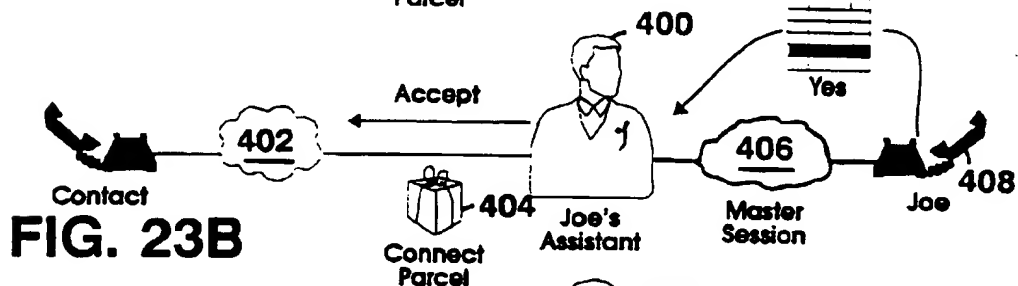 Parcel
400
Accept
Yes
402
406
408
Contact
404
Joe's
Assistant
Master
Session
Joe
FIG. 23B
Connect
Parcel